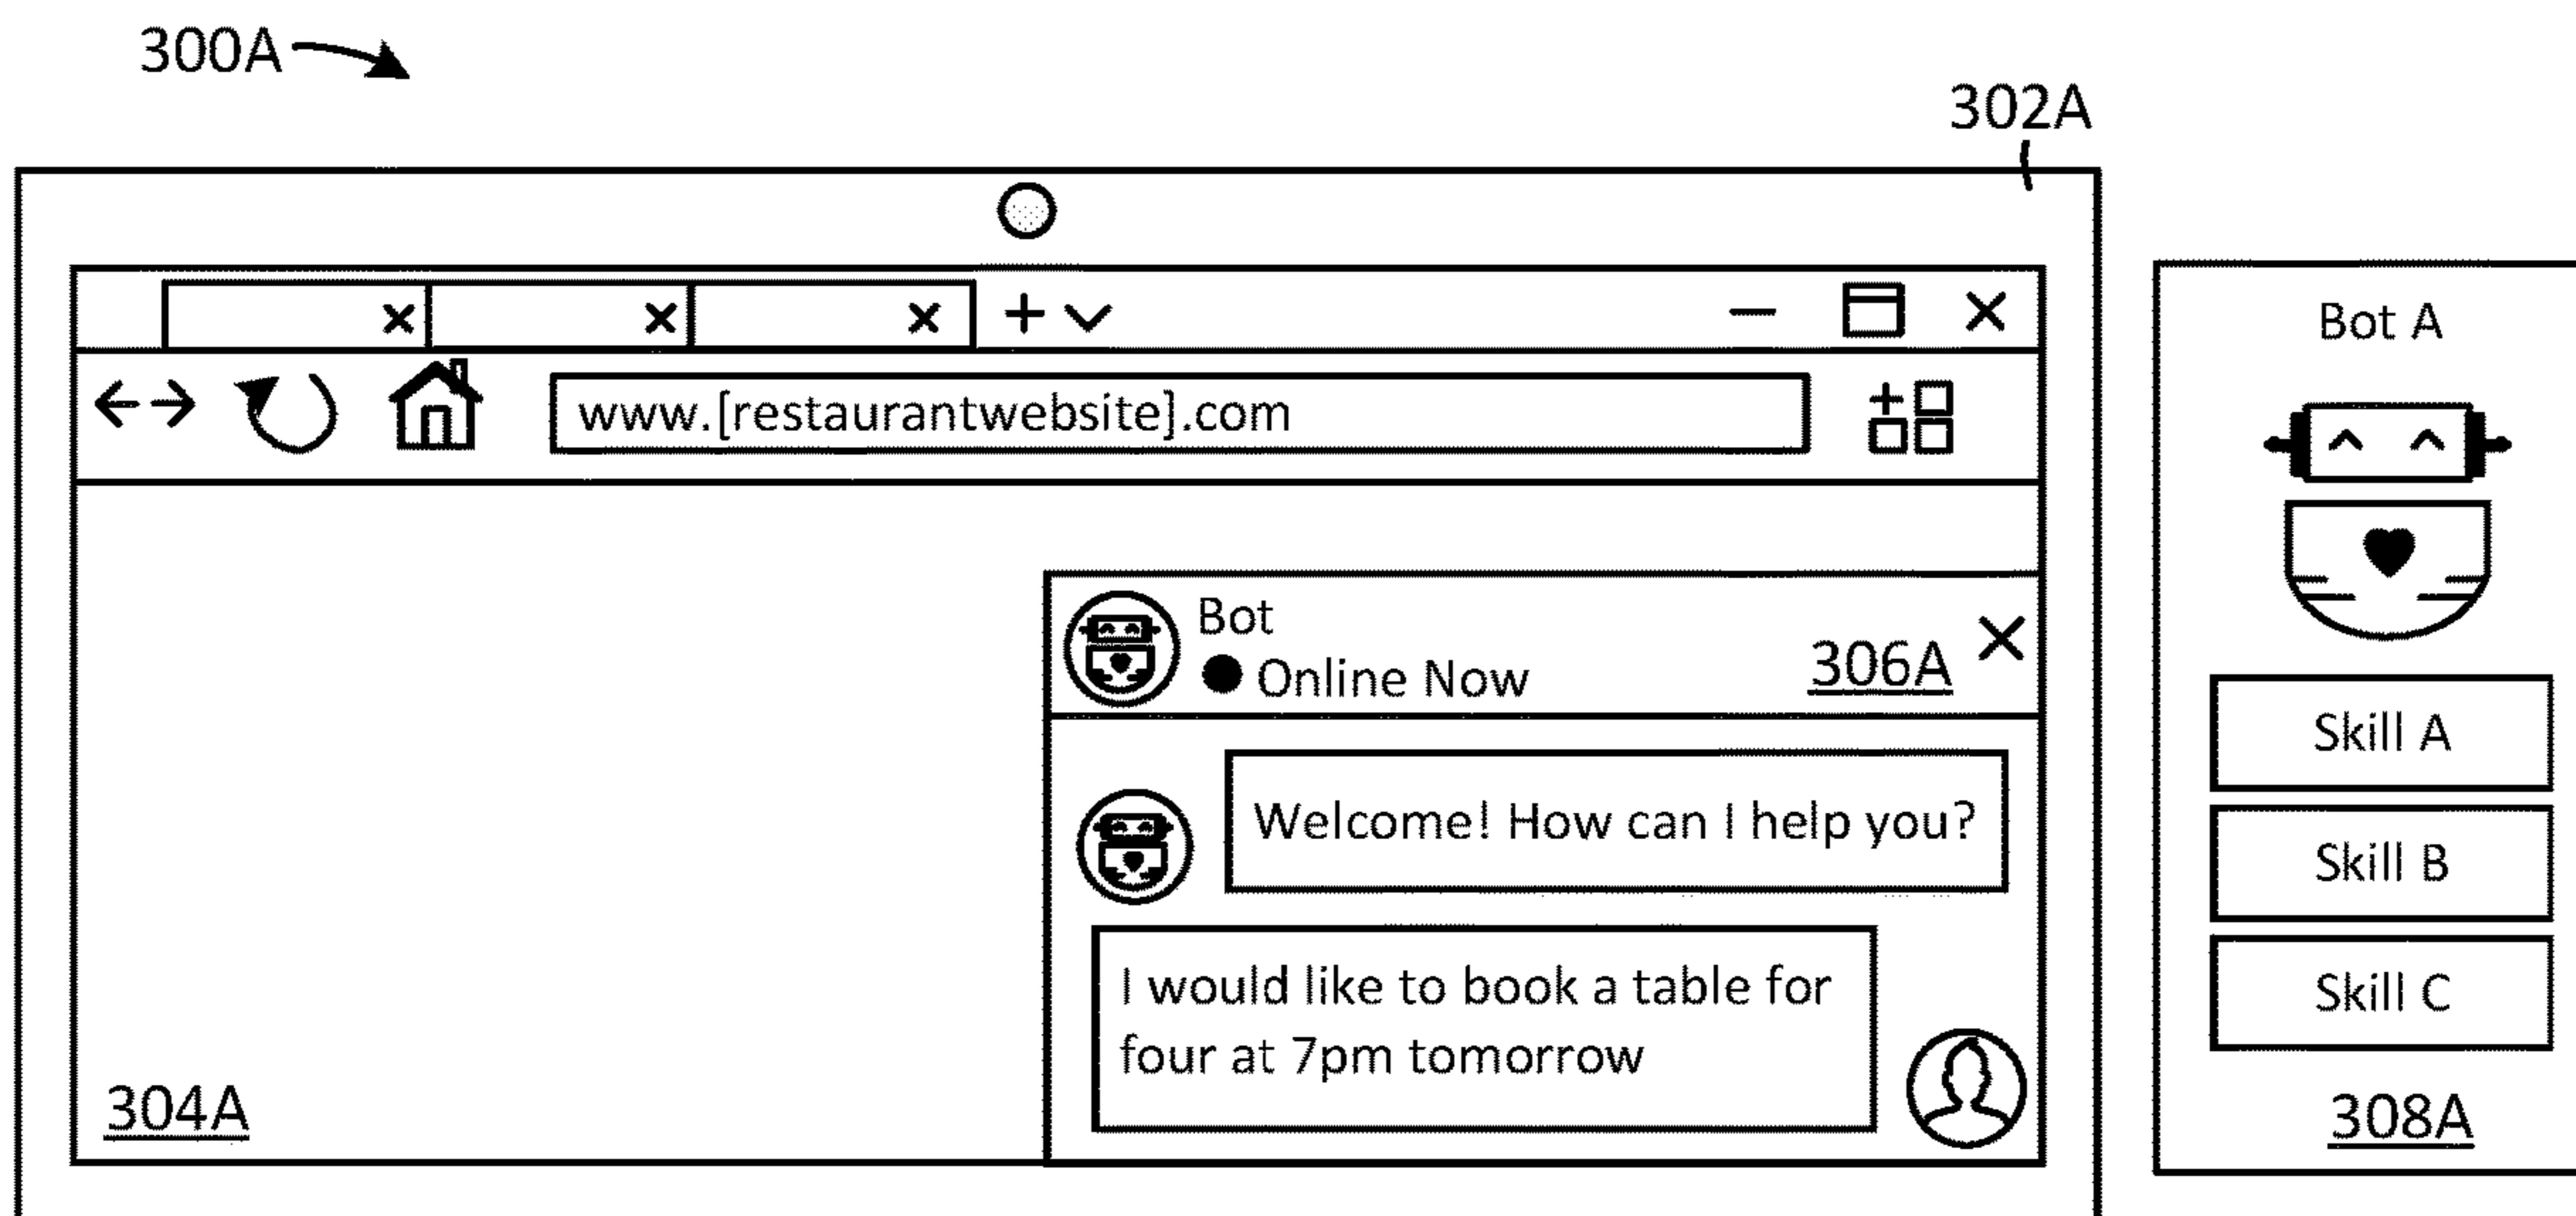 300A
302A
www.[restaurantwebsite].com
Bot
Online Now
306A
Welcome! How can I help you?
I would like to book a table for
four at 7pm tomorrow
304A
Bot A
Skill A
Skill B
Skill C
308A